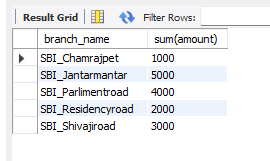 Result Grid Filter Rows:
branch_name sum(amount)
SBI_Chamrajpet 1000
SBI_Jantarmantar 5000
SBI_Parlimentroad 4000
SBI_Residencyroad 2000
SBI_Shivajiroad 3000